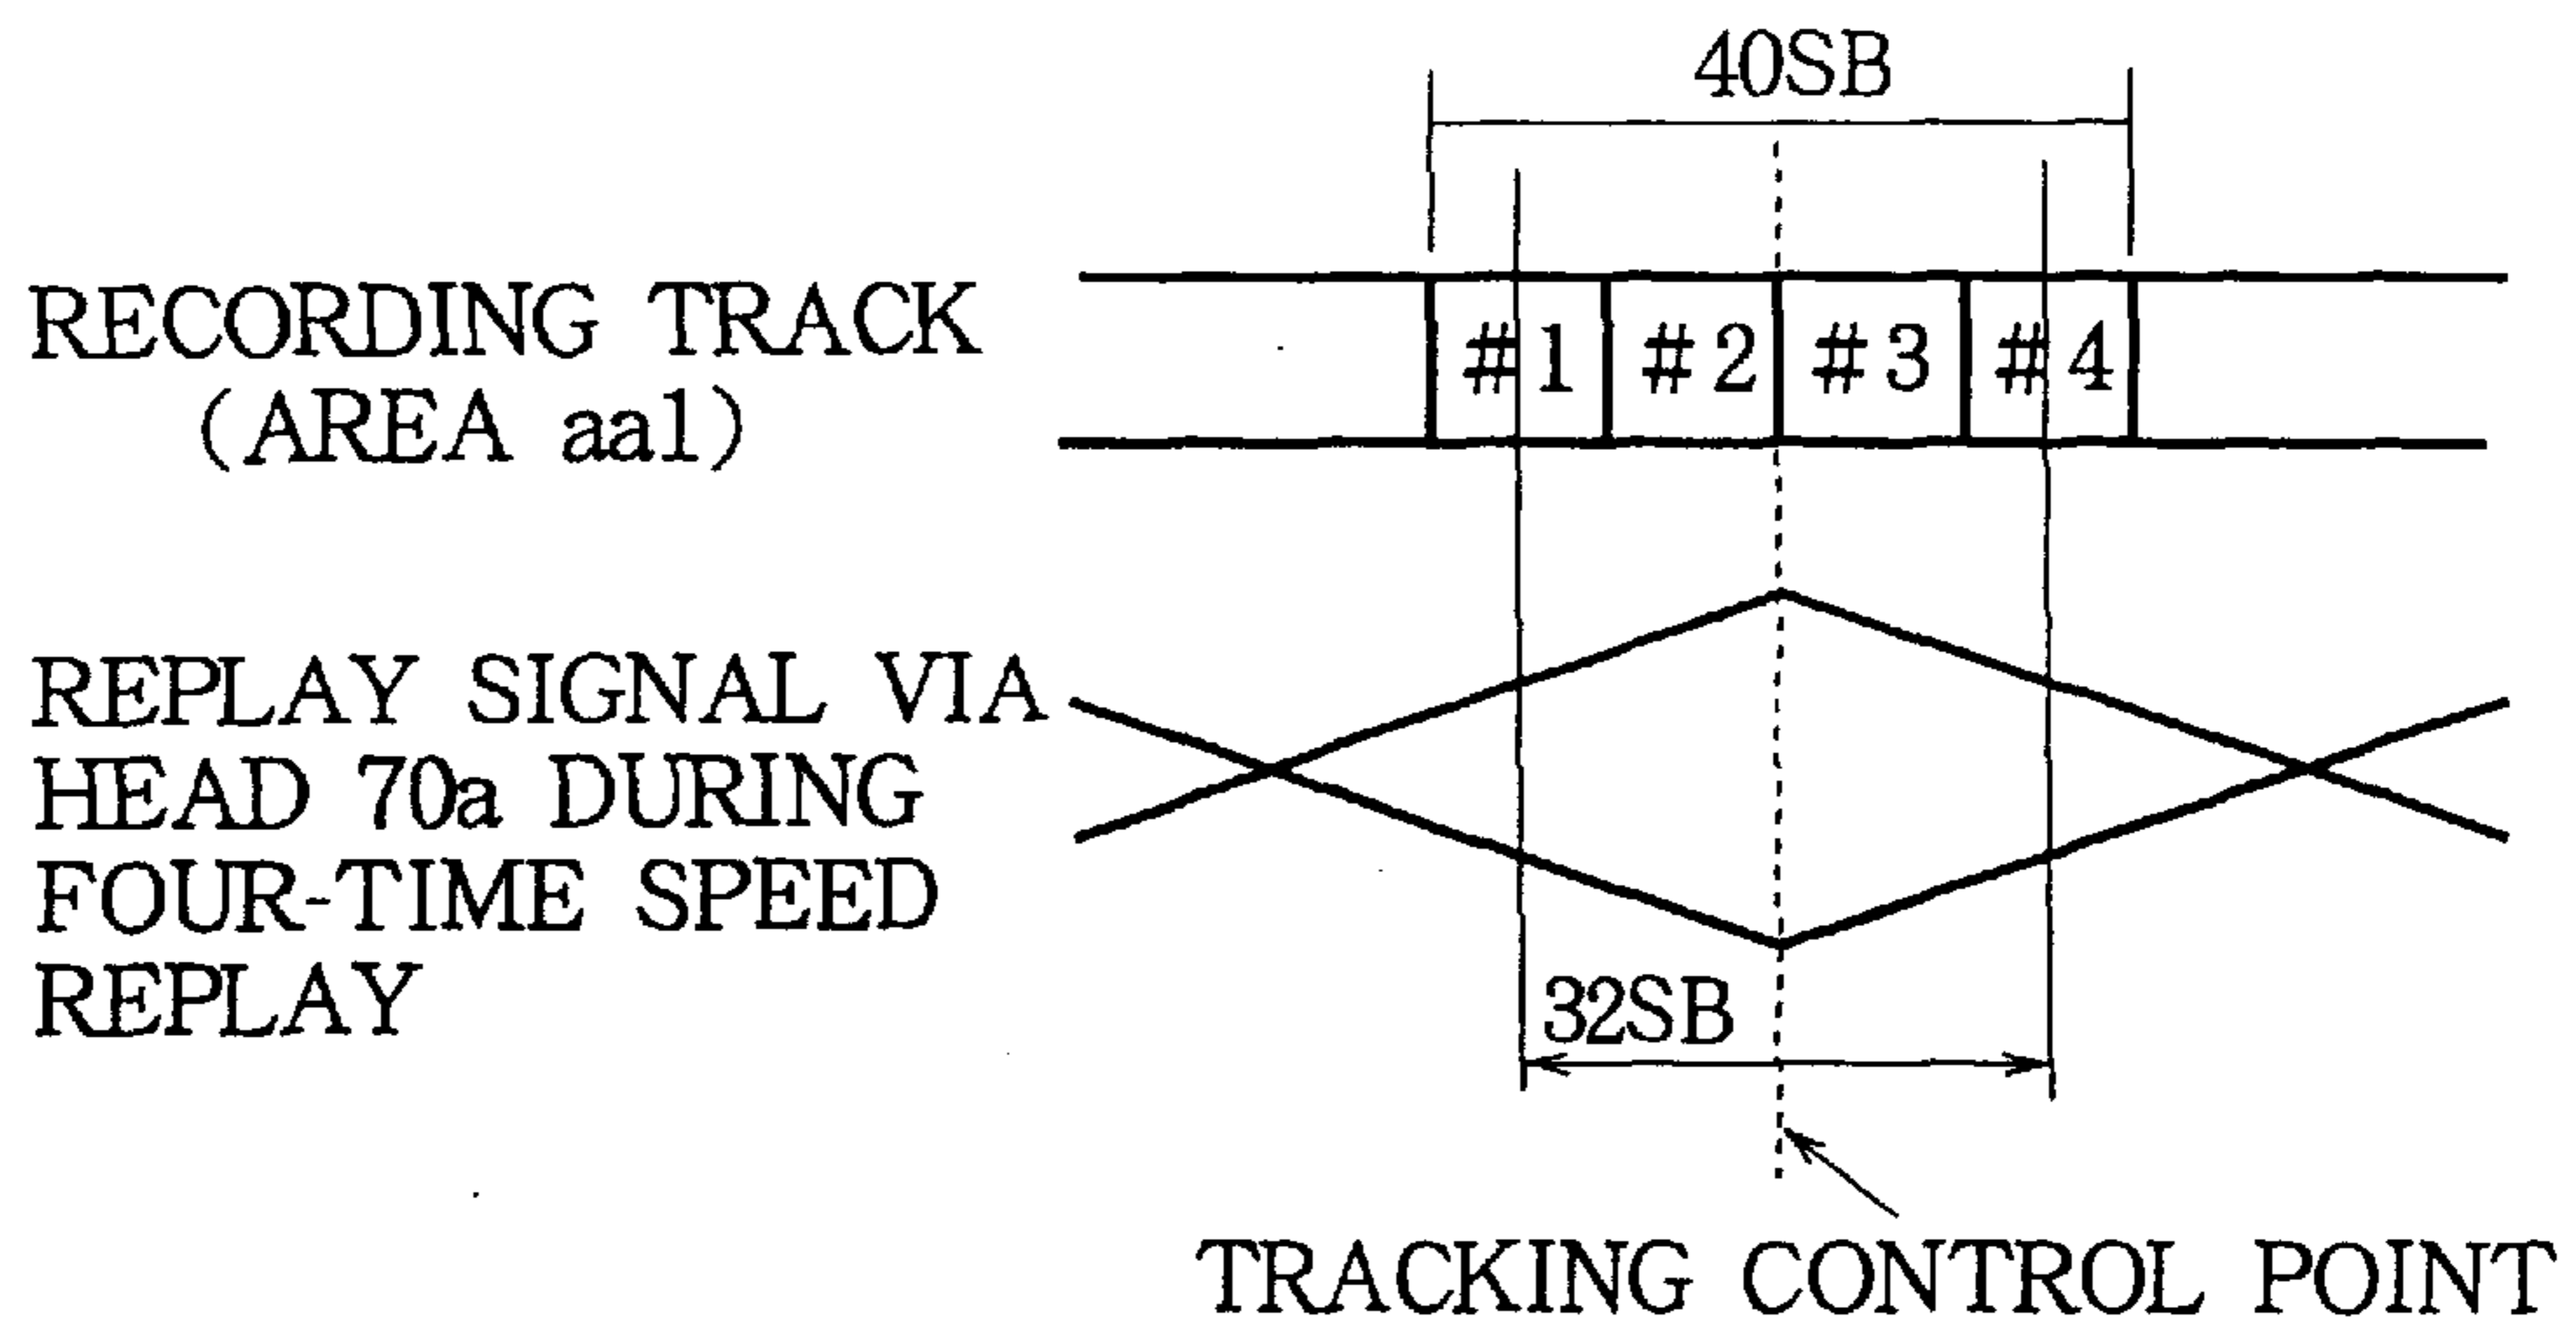 40SB
RECORDING TRACK
(AREA aa1)
#1 #2 #3 #4
REPLAY SIGNAL VIA
HEAD 70a DURING
FOUR-TIME SPEED
REPLAY
32SB
TRACKING CONTROL POINT